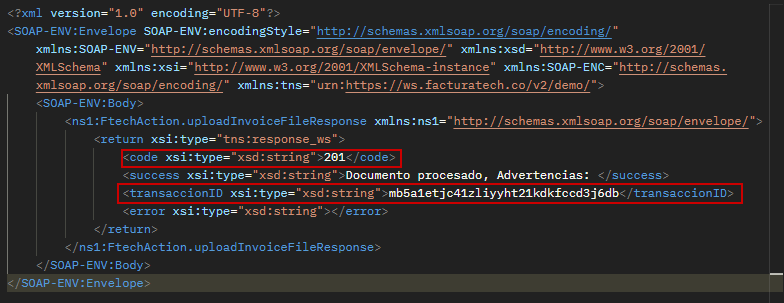 <?xml version="1.0" encoding="UTF-8"?>
<SOAP-ENV:Envelope SOAP-ENV:encodingStyle="http://schemas.xmlsoap.org/soap/encoding/"
xmlns:SOAP-ENV="http://schemas.xmlsoap.org/soap/envelope/" xmlns:xsd="http://www.w3.org/2001/
XMLSchema" xmlns:xsi="http://www.w3.org/2001/XMLSchema-instance" xmlns:SOAP-ENC="http://schemas.
xmlsoap.org/soap/encoding/" xmlns:tns="urn:https://ws.facturatech.co/v2/demo/">
<SOAP-ENV:Body>
<ns1:FtechAction.uploadInvoiceFileResponse xmlns:ns1="http://schemas.xmlsoap.org/soap/envelope/">
<return xsi:type="tns:response_ws">
<code xsi:type="xsd:string">201</code>
<success xsi:type="xsd:string">Documento procesado, Advertencias: </success>
<transaccionID xsi:type="xsd:string">mb5a1etjc41zliyyht21kdkfccd3j6db</transaccionID>
<error xsi:type="xsd:string"></error>
</return>
</ns1:FtechAction.uploadInvoiceFileResponse>
</SOAP-ENV:Body>
</SOAP-ENV:Envelope>